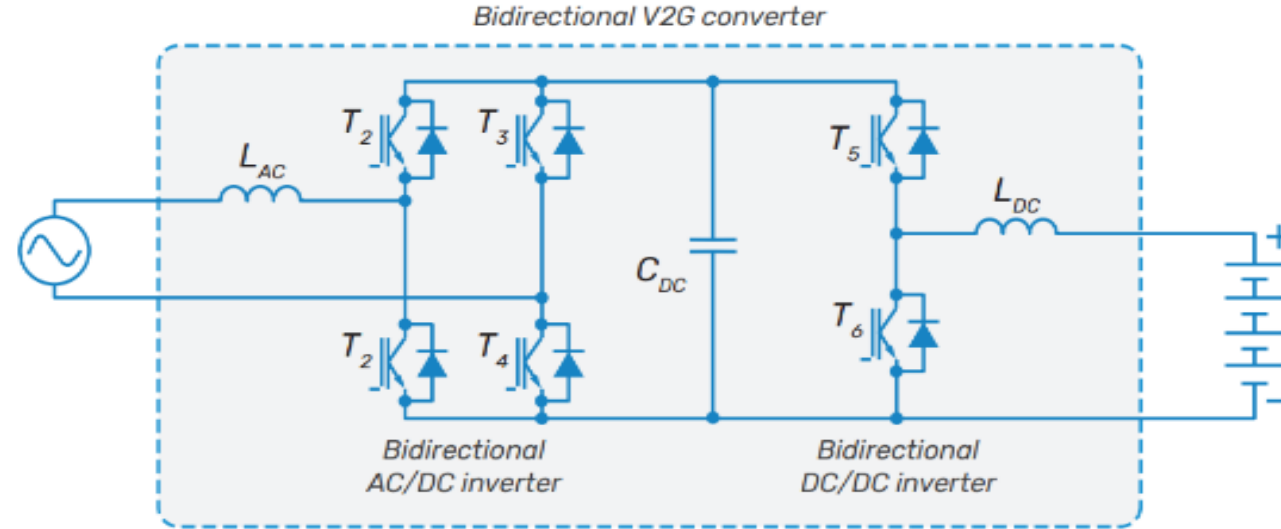 Bidirectional V2G converter
T2
T3
T5
LAC
LDC
CDC
+
T6
T2
T4
−
Bidirectional
AC/DC inverter
Bidirectional
DC/DC inverter